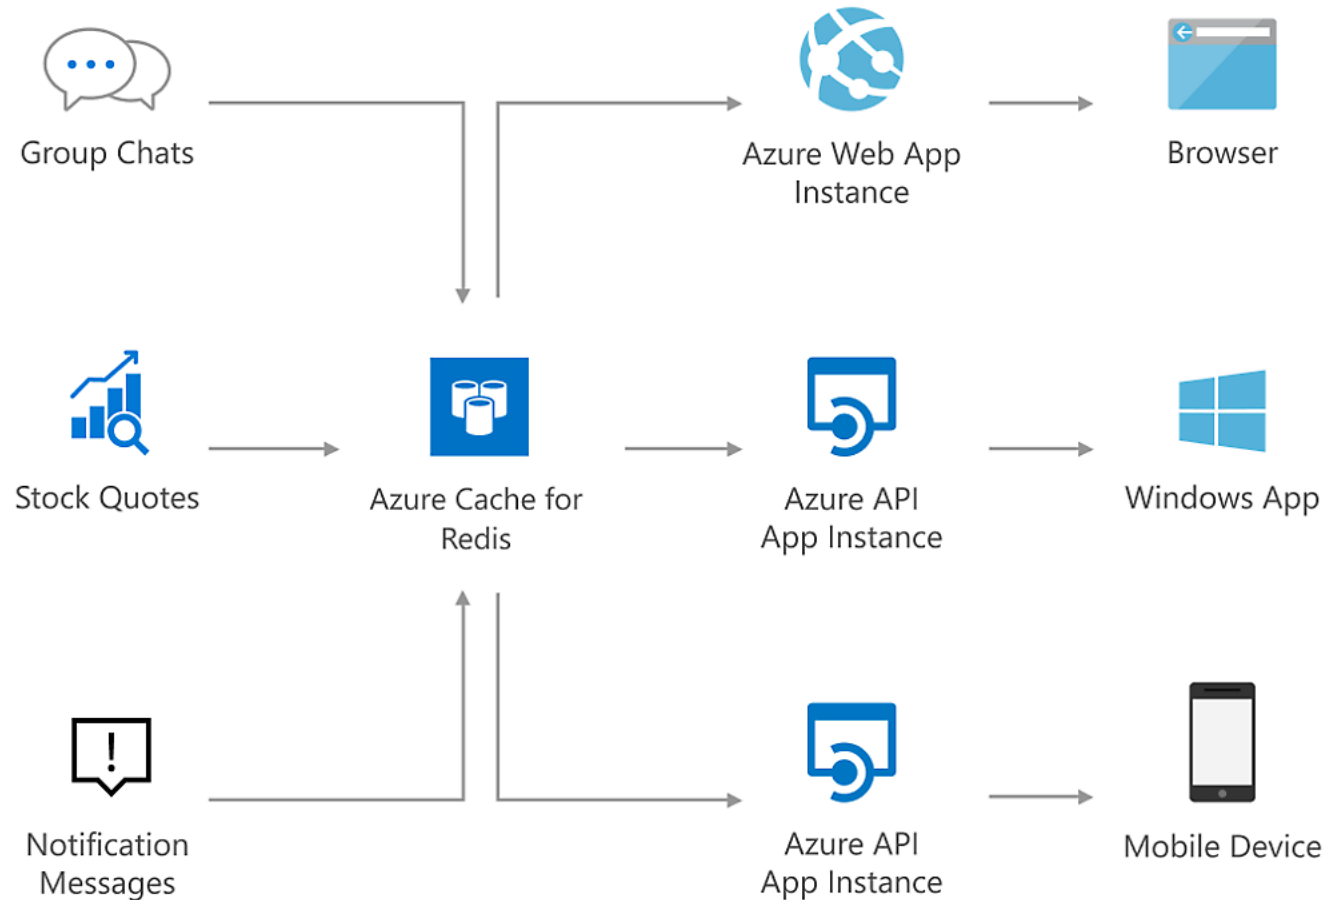 Group Chats
Azure Web App
Instance
Browser
Stock Quotes
Azure Cache for
Redis
Azure API
App Instance
Windows App
Notification
Messages
Azure API
App Instance
Mobile Device